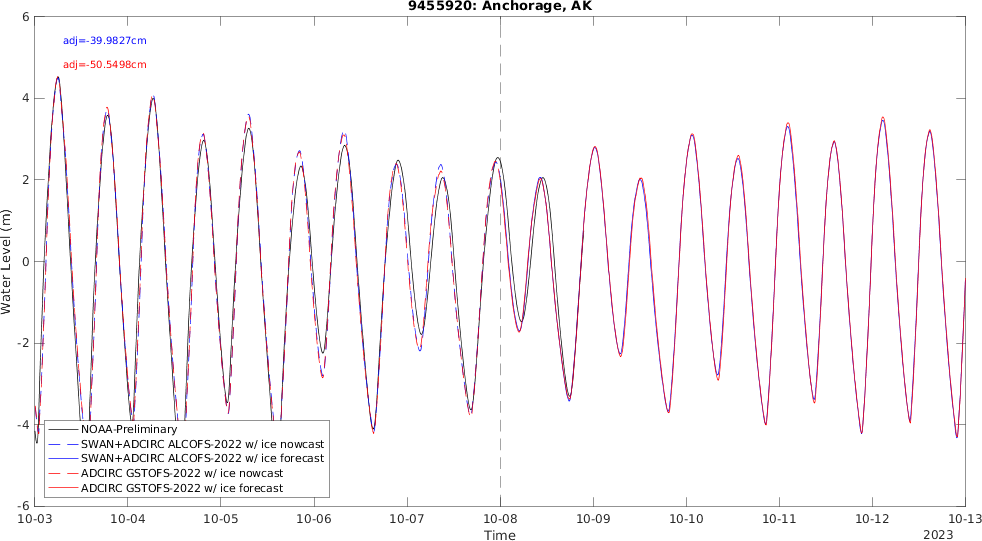 9455920: Anchorage, AK
adj=-39.9827cm
adj=-50.5498cm
Water Level (m)
6
4
2
0
-2
-4
-6
NOAA-Preliminary
SWAN+ADCIRC ALCOFS-2022 w/ ice nowcast
SWAN+ADCIRC ALCOFS-2022 w/ ice forecast
ADCIRC GSTOFS-2022 w/ ice nowcast
ADCIRC GSTOFS-2022 w/ ice forecast
10-03 10-04 10-05 10-06 10-07 10-08 10-09 10-10 10-11 10-12 10-13
Time
2023